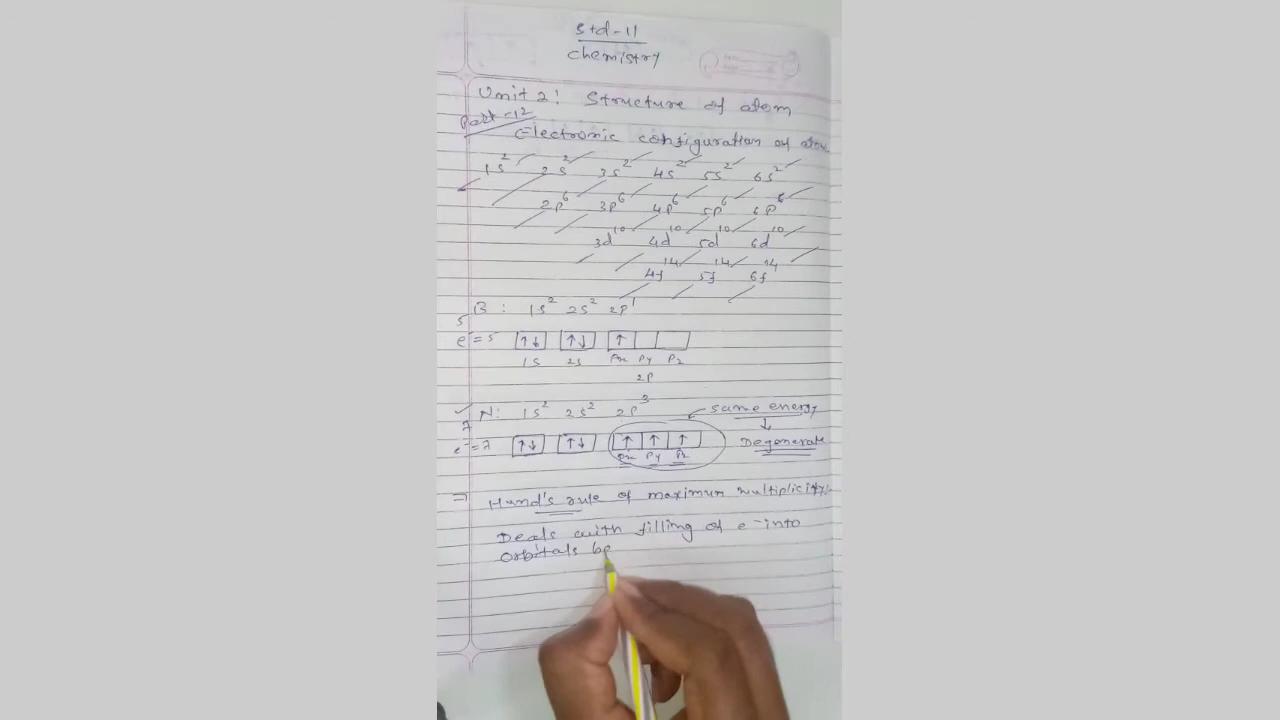 Std-11
chemistry
Unit 2: Structure of atom
Part-12
Electronic configuration of atom
1s² 2s² 3s² 4s² 5s² 6s²
2p⁶ 3p⁶ 4p⁶ 5p⁶ 6p⁶
3d¹⁰ 4d¹⁰ 5d¹⁰ 6d¹⁰
4f¹⁴ 5f¹⁴ 6f¹⁴
₅B: 1s² 2s² 2p¹
e⁻=5 ↑↓ ↑↓ ↑
1s 2s Px Py Pz
2p
₇N: 1s² 2s² 2p³ same energy
e⁻=7 ↑↓ ↑↓ ↑ ↑ ↑ Degenerate
Px Py Pz
⇒ Hund's rule of maximum multiplicity:
Deals with filling of e⁻ into
orbitals be